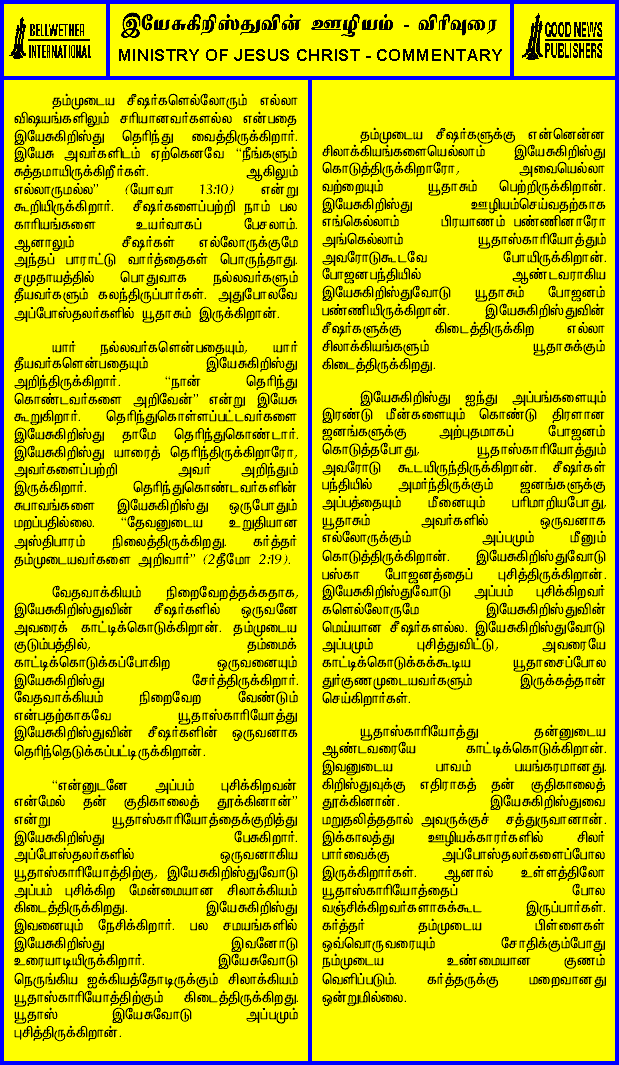 BELLWETHER
INTERNATIONAL
இயேசுகிறிஸ்துவின் ஊழியம் - விரிவுரை
MINISTRY OF JESUS CHRIST - COMMENTARY
GOOD NEWS
PUBLISHERS
தம்முடைய சீஷர்களெல்லோரும் எல்லா
விஷயங்களிலும் சரியானவர்களல்ல என்பதை
இயேசுகிறிஸ்து தெரிந்து வைத்திருக்கிறார்.
இயேசு அவர்களிடம் ஏற்கெனவே "நீங்களும்
சுத்தமாயிருக்கிறீர்கள். ஆகிலும்
எல்லாருமல்ல" (யோவா 13:10) என்று
கூறியிருக்கிறார். சீஷர்களைப்பற்றி நாம் பல
காரியங்களை உயர்வாகப் பேசலாம்.
ஆனாலும் சீஷர்கள் எல்லோருக்குமே
அந்தப் பாராட்டு வார்த்தைகள் பொருந்தாது.
சமுதாயத்தில் பொதுவாக நல்லவர்களும்
தீயவர்களும் கலந்திருப்பார்கள். அதுபோலவே
அப்போஸ்தலர்களில் யூதாசும் இருக்கிறான்.
யார் நல்லவர்களென்பதையும், யார்
தீயவர்களென்பதையும் இயேசுகிறிஸ்து
அறிந்திருக்கிறார். "நான் தெரிந்து
கொண்டவர்களை அறிவேன்" என்று இயேசு
கூறுகிறார். தெரிந்துகொள்ளப்பட்டவர்களை
இயேசுகிறிஸ்து தாமே தெரிந்துகொண்டார்.
இயேசுகிறிஸ்து யாரைத் தெரிந்திருக்கிறாரோ,
அவர்களைப்பற்றி அவர் அறிந்தும்
இருக்கிறார். தெரிந்துகொண்டவர்களின்
சுபாவங்களை இயேசுகிறிஸ்து ஒருபோதும்
மறப்பதில்லை. "தேவனுடைய உறுதியான
அஸ்திபாரம் நிலைத்திருக்கிறது. கர்த்தர்
தம்முடையவர்களை அறிவார்" (2தீமோ 2:19).
வேதவாக்கியம் நிறைவேறத்தக்கதாக,
இயேசுகிறிஸ்துவின் சீஷர்களில் ஒருவனே
அவரைக் காட்டிக்கொடுக்கிறான். தம்முடைய
குடும்பத்தில், தம்மைக்
காட்டிக்கொடுக்கப்போகிற ஒருவனையும்
இயேசுகிறிஸ்து சேர்த்திருக்கிறார்.
வேதவாக்கியம் நிறைவேற வேண்டும்
என்பதற்காகவே யூதாஸ்காரியோத்து
இயேசுகிறிஸ்துவின் சீஷர்களின் ஒருவனாக
தெரிந்தெடுக்கப்பட்டிருக்கிறான்.
"என்னுடனே அப்பம் புசிக்கிறவன்
என்மேல் தன் குதிகாலைத் தூக்கினான்"
என்று யூதாஸ்காரியோத்தைக்குறித்து
இயேசுகிறிஸ்து பேசுகிறார்.
அப்போஸ்தலர்களில் ஒருவனாகிய
யூதாஸ்காரியோத்திற்கு, இயேசுகிறிஸ்துவோடு
அப்பம் புசிக்கிற மேன்மையான சிலாக்கியம்
கிடைத்திருக்கிறது. இயேசுகிறிஸ்து
இவனையும் நேசிக்கிறார். பல சமயங்களில்
இயேசுகிறிஸ்து இவனோடு
உரையாடியிருக்கிறார். இயேசுவோடு
நெருங்கிய ஐக்கியத்தோடிருக்கும் சிலாக்கியம்
யூதாஸ்காரியோத்திற்கும் கிடைத்திருக்கிறது.
யூதாஸ் இயேசுவோடு அப்பமும்
புசித்திருக்கிறான்.
தம்முடைய சீஷர்களுக்கு என்னென்ன
சிலாக்கியங்களையெல்லாம் இயேசுகிறிஸ்து
கொடுத்திருக்கிறாரோ, அவையெல்லா
வற்றையும் யூதாசும் பெற்றிருக்கிறான்.
இயேசுகிறிஸ்து ஊழியம்செய்வதற்காக
எங்கெல்லாம் பிரயாணம் பண்ணினாரோ
அங்கெல்லாம் யூதாஸ்காரியோத்தும்
அவரோடுகூடவே போயிருக்கிறான்.
போஜனபந்தியில் ஆண்டவராகிய
இயேசுகிறிஸ்துவோடு யூதாசும் போஜனம்
பண்ணியிருக்கிறான். இயேசுகிறிஸ்துவின்
சீஷர்களுக்கு கிடைத்திருக்கிற எல்லா
சிலாக்கியங்களும் யூதாசுக்கும்
கிடைத்திருக்கிறது.
இயேசுகிறிஸ்து ஐந்து அப்பங்களையும்
இரண்டு மீன்களையும் கொண்டு திரளான
ஜனங்களுக்கு அற்புதமாகப் போஜனம்
கொடுத்தபோது, யூதாஸ்காரியோத்தும்
அவரோடு கூடயிருந்திருக்கிறான். சீஷர்கள்
பந்தியில் அமர்ந்திருக்கும் ஜனங்களுக்கு
அப்பத்தையும் மீனையும் பரிமாறியபோது,
யூதாசும் அவர்களில் ஒருவனாக
எல்லோருக்கும் அப்பமும் மீனும்
கொடுத்திருக்கிறான். இயேசுகிறிஸ்துவோடு
பஸ்கா போஜனத்தைப் புசித்திருக்கிறான்.
இயேசுகிறிஸ்துவோடு அப்பம் புசிக்கிறவர்
களெல்லோருமே இயேசுகிறிஸ்துவின்
மெய்யான சீஷர்களல்ல. இயேசுகிறிஸ்துவோடு
அப்பமும் புசித்துவிட்டு, அவரையே
காட்டிக்கொடுக்கக்கூடிய யூதாசைப்போல
துர்குணமுடையவர்களும் இருக்கத்தான்
செய்கிறார்கள்.
யூதாஸ்காரியோத்து தன்னுடைய
ஆண்டவரையே காட்டிக்கொடுக்கிறான்.
இவனுடைய பாவம் பயங்கரமானது.
கிறிஸ்துவுக்கு எதிராகத் தன் குதிகாலைத்
தூக்கினான். இயேசுகிறிஸ்துவை
மறுதலித்ததால் அவருக்குச் சத்துருவானான்.
இக்காலத்து ஊழியக்காரர்களில் சிலர்
பார்வைக்கு அப்போஸ்தலர்களைப்போல
இருக்கிறார்கள். ஆனால் உள்ளத்திலோ
யூதாஸ்காரியோத்தைப் போல
வஞ்சிக்கிறவர்களாகக்கூட இருப்பார்கள்.
கர்த்தர் தம்முடைய பிள்ளைகள்
ஒவ்வொருவரையும் சோதிக்கும்போது
நம்முடைய உண்மையான குணம்
வெளிப்படும். கர்த்தருக்கு மறைவானது
ஒன்றுமில்லை.